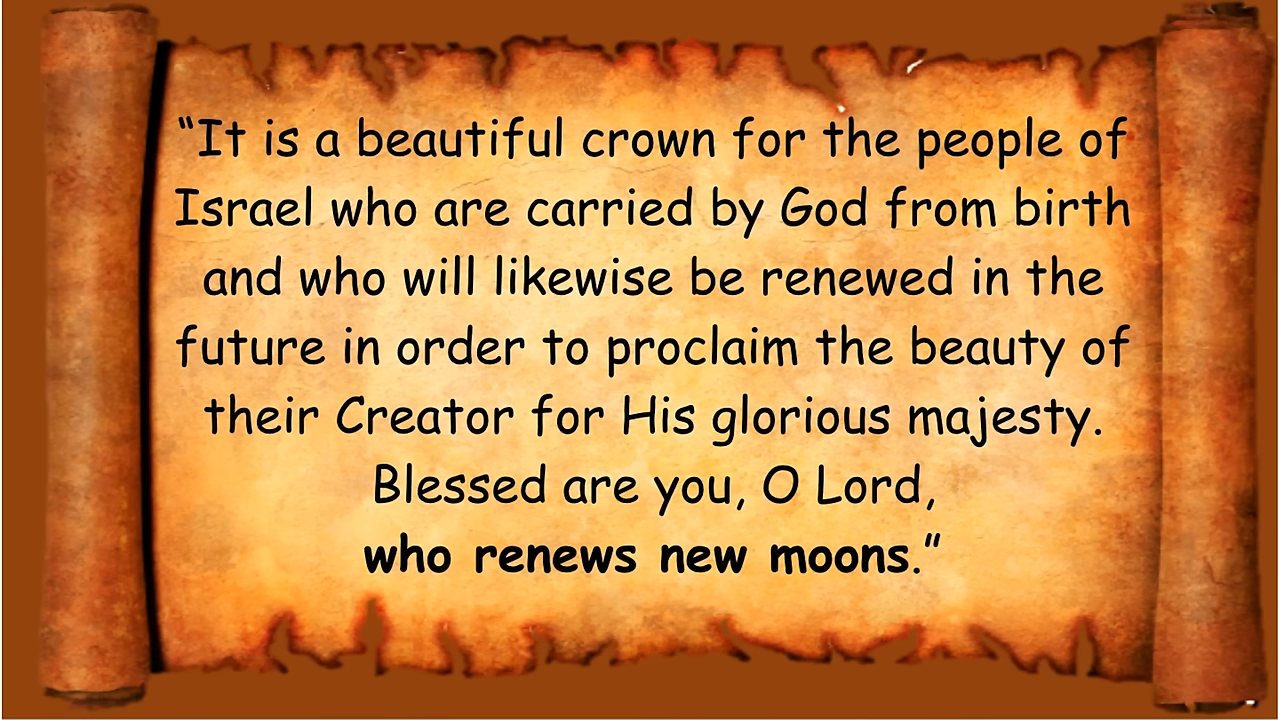 “It is a beautiful crown for the people of
Israel who are carried by God from birth
and who will likewise be renewed in the
future in order to proclaim the beauty of
their Creator for His glorious majesty.
Blessed are you, O Lord,
who renews new moons.”